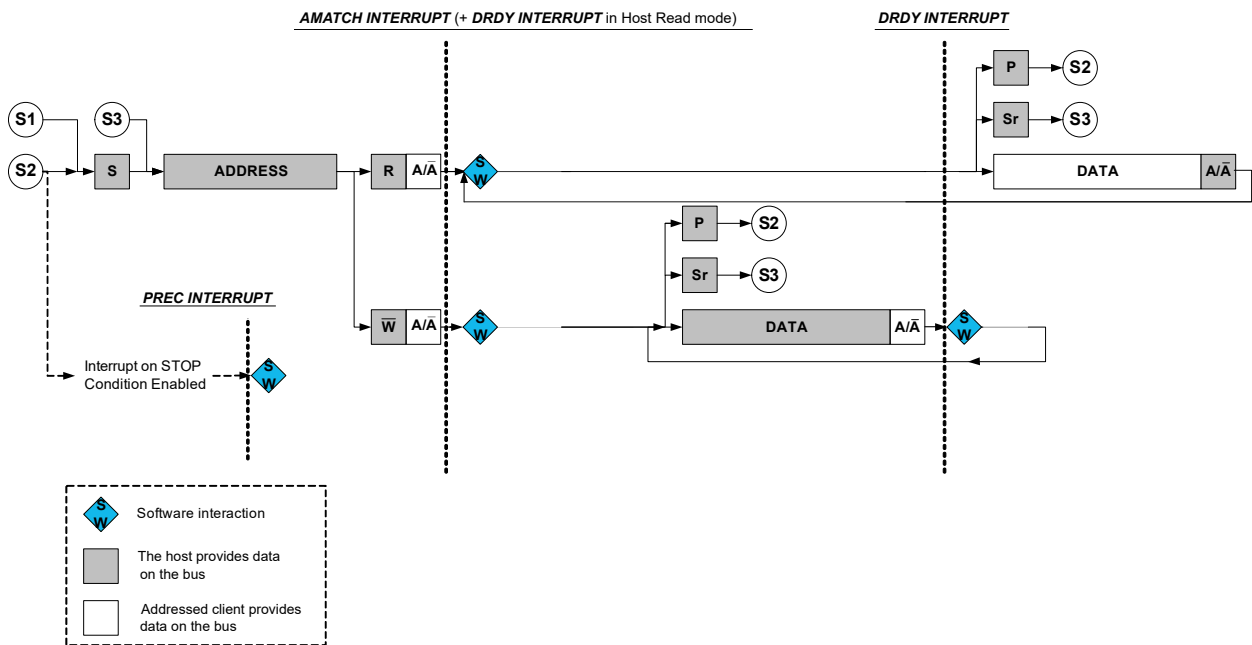 AMATCH INTERRUPT (+ DRDY INTERRUPT in Host Read mode)
DRDY INTERRUPT
P
S2
S1
S3
Sr
S3
S2
S
ADDRESS
R
A/A̅
S
W
DATA
A/A̅
P
S2
Sr
S3
PREC INTERRUPT
W̅
A/A̅
S
W
DATA
A/A̅
S
W
Interrupt on STOP
Condition Enabled
S
W
S
W
Software interaction
The host provides data
on the bus
Addressed client provides
data on the bus